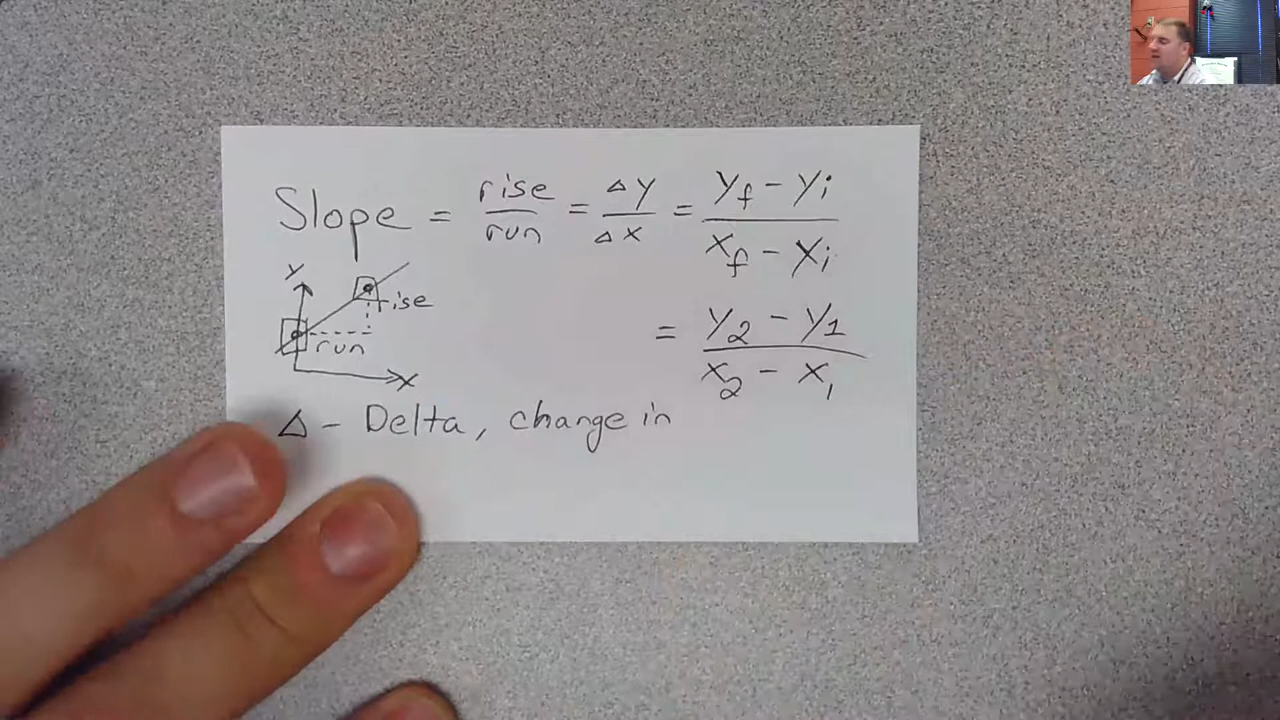 Slope = rise/run = Δy/Δx = (yf - yi)/(xf - xi)
= (y2 - y1)/(x2 - x1)
y
rise
run
x
Δ - Delta, change in